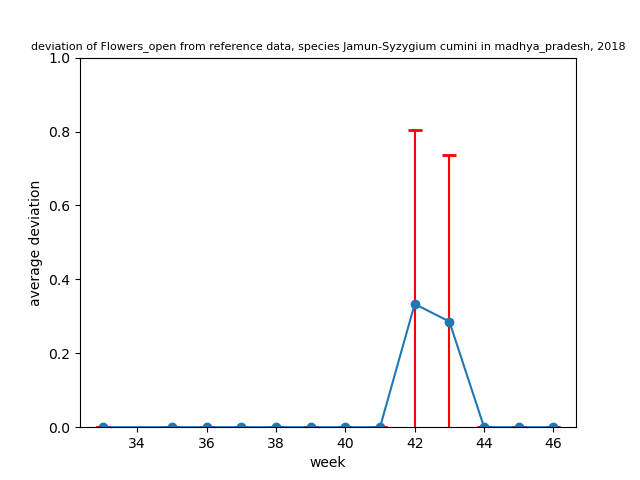 deviation of Flowers_open from reference data, species Jamun-Syzygium cumini in madhya_pradesh, 2018
1.0
0.8
0.6
0.4
0.2
0.0
average deviation
34 36 38 40 42 44 46
week